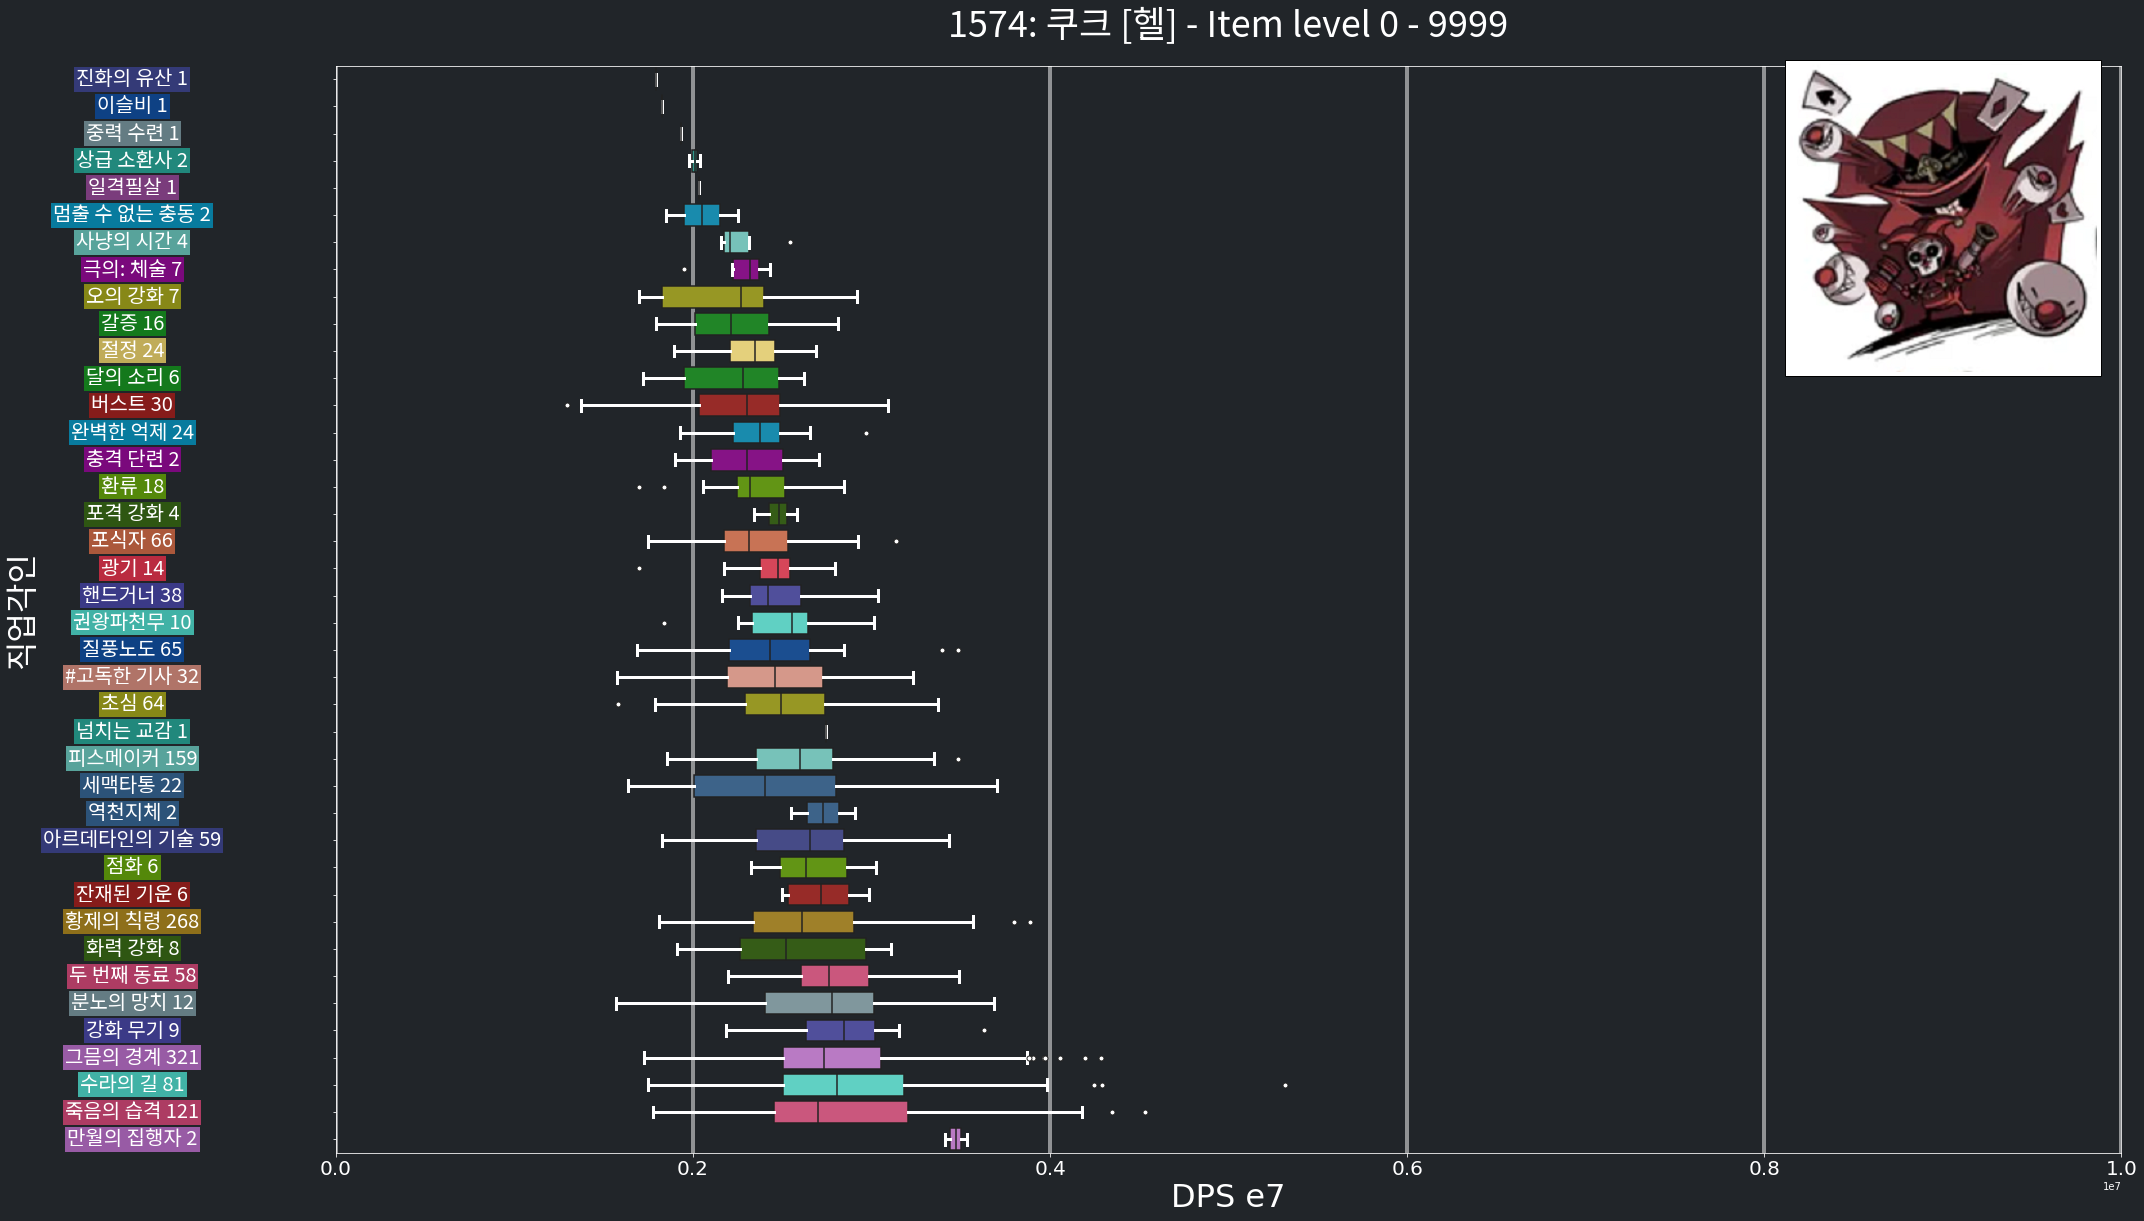 1574: 쿠크 [헬] - Item level 0 - 9999
직업각인
진화의 유산 1
이슬비 1
중력 수련 1
상급 소환사 2
일격필살 1
멈출 수 없는 충동 2
사냥의 시간 4
극의: 체술 7
오의 강화 7
갈증 16
절정 24
달의 소리 6
버스트 30
완벽한 억제 24
충격 단련 2
환류 18
포격 강화 4
포식자 66
광기 14
핸드거너 38
권왕파천무 10
질풍노도 65
#고독한 기사 32
초심 64
넘치는 교감 1
피스메이커 159
세맥타통 22
역천지체 2
아르데타인의 기술 59
점화 6
잔재된 기운 6
황제의 칙령 268
화력 강화 8
두 번째 동료 58
분노의 망치 12
강화 무기 9
그믐의 경계 321
수라의 길 81
죽음의 습격 121
만월의 집행자 2
0.0 0.2 0.4 0.6 0.8 1.0
1e7
DPS e7